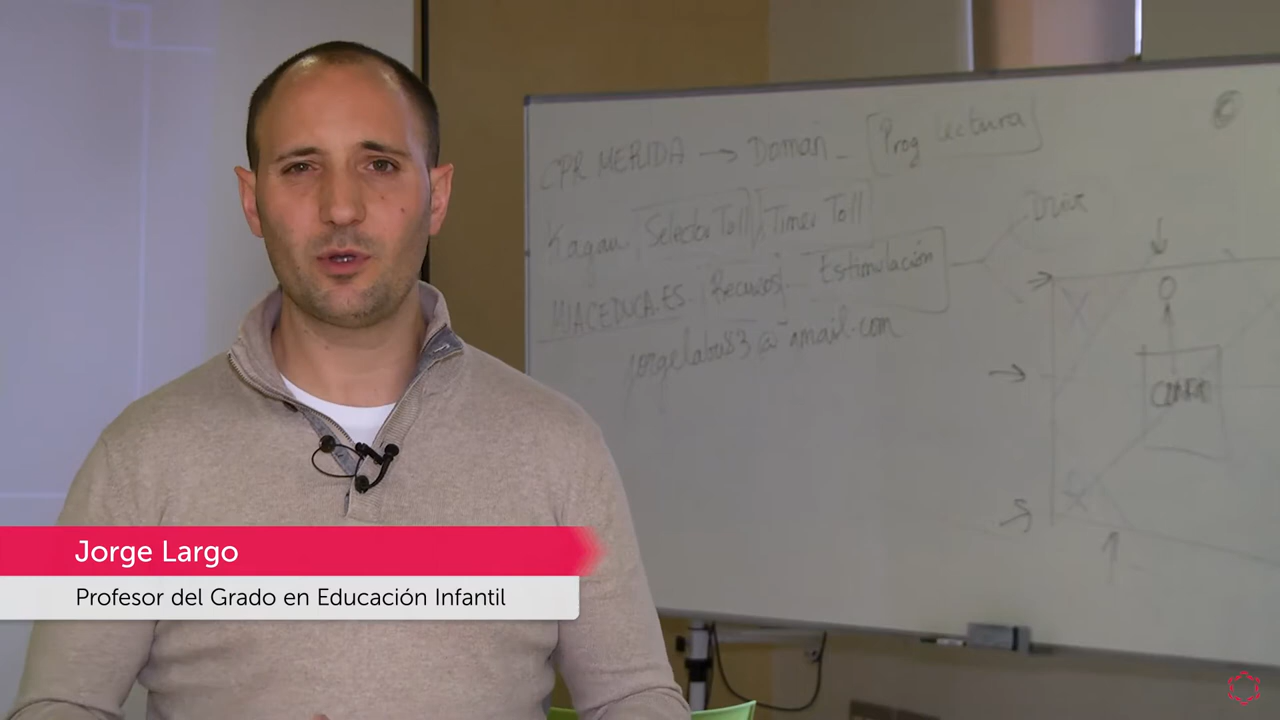 CPR MERIDA → Doman - Prog lectura
Kagan Selector Toll Timer Toll
Drive
Recursos Estimulación
@gmail.com
Jorge Largo
Profesor del Grado en Educación Infantil